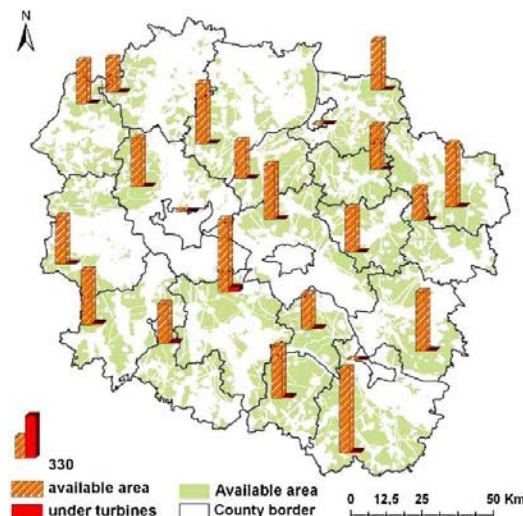 N
330
available area
under turbines
Available area
County border
0 12,5 25 50 Km